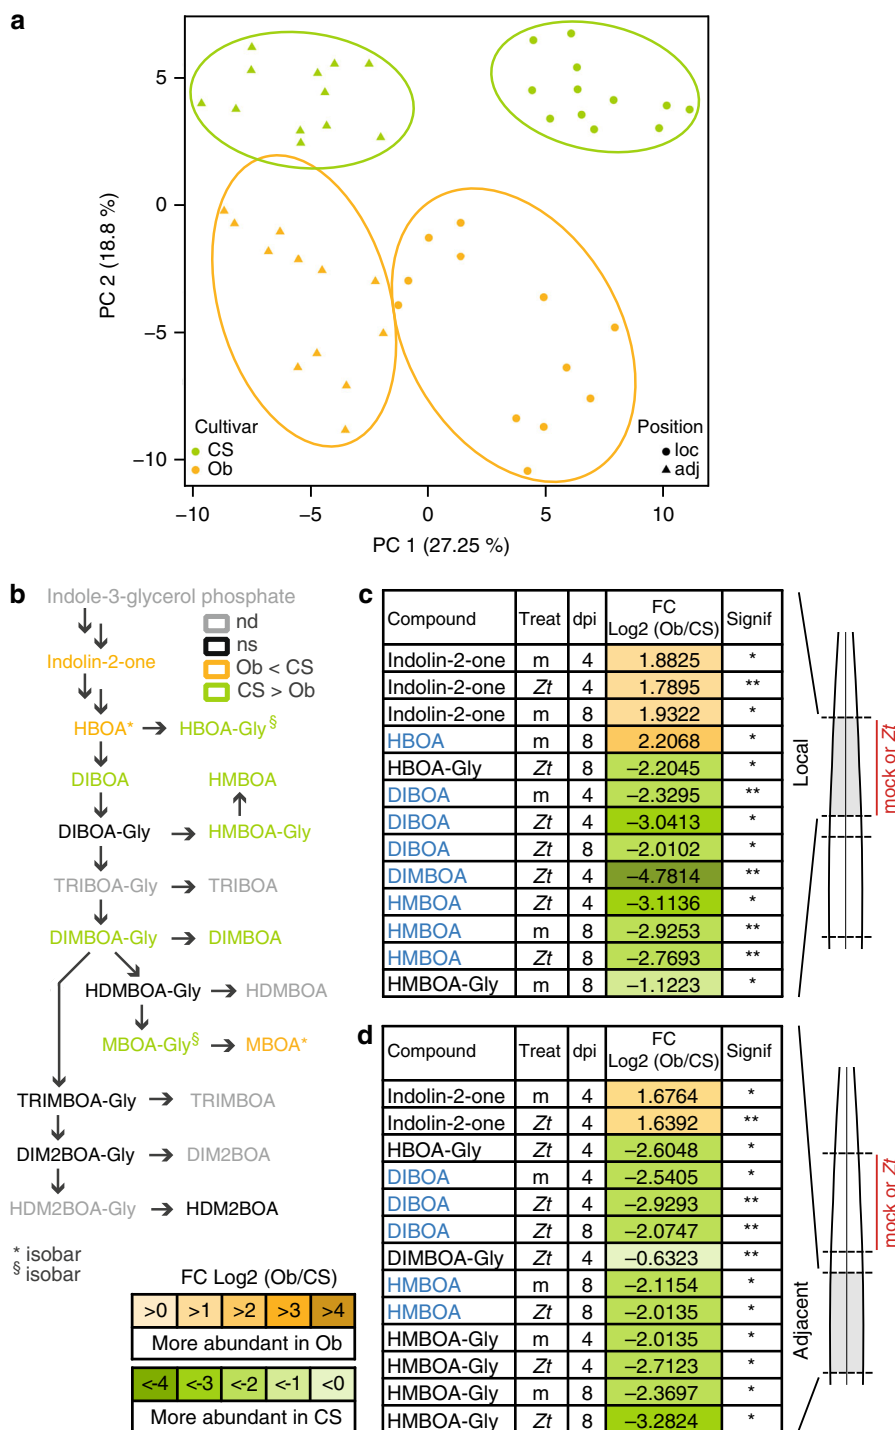 a
PC 2 (18.8 %)
5
0
−5
−10
Cultivar
CS
Ob
Position
loc
adj
−10 −5 0 5 10
PC 1 (27.25 %)
b
Indole-3-glycerol phosphate
nd
ns
Ob < CS
CS > Ob
Indolin-2-one
HBOA* HBOA-Gly§
DIBOA HMBOA
DIBOA-Gly HMBOA-Gly
TRIBOA-Gly TRIBOA
DIMBOA-Gly DIMBOA
HDMBOA-Gly HDMBOA
MBOA-Gly§ MBOA*
TRIMBOA-Gly TRIMBOA
DIM2BOA-Gly DIM2BOA
HDM2BOA-Gly HDM2BOA
* isobar
§ isobar
FC Log2 (Ob/CS)
>0 >1 >2 >3 >4
More abundant in Ob
<-4 <-3 <-2 <-1 <0
More abundant in CS
c
Compound Treat dpi FC Log2 (Ob/CS) Signif
Indolin-2-one m 4 1.8825 *
Indolin-2-one Zt 4 1.7895 **
Indolin-2-one m 8 1.9322 *
HBOA m 8 2.2068 *
HBOA-Gly Zt 8 −2.2045 *
DIBOA m 4 −2.3295 **
DIBOA Zt 4 −3.0413 *
DIBOA Zt 8 −2.0102 *
DIMBOA Zt 4 −4.7814 **
HMBOA Zt 4 −3.1136 *
HMBOA m 8 −2.9253 **
HMBOA Zt 8 −2.7693 **
HMBOA-Gly m 8 −1.1223 *
Local
mock or Zt
d
Compound Treat dpi FC Log2 (Ob/CS) Signif
Indolin-2-one m 4 1.6764 *
Indolin-2-one Zt 4 1.6392 **
HBOA-Gly Zt 4 −2.6048 *
DIBOA m 4 −2.5405 *
DIBOA Zt 4 −2.9293 **
DIBOA Zt 8 −2.0747 **
DIMBOA-Gly Zt 4 −0.6323 **
HMBOA m 8 −2.1154 *
HMBOA Zt 8 −2.0135 *
HMBOA-Gly m 4 −2.0135 *
HMBOA-Gly Zt 4 −2.7123 *
HMBOA-Gly m 8 −2.3697 *
HMBOA-Gly Zt 8 −3.2824 *
Adjacent
mock or Zt